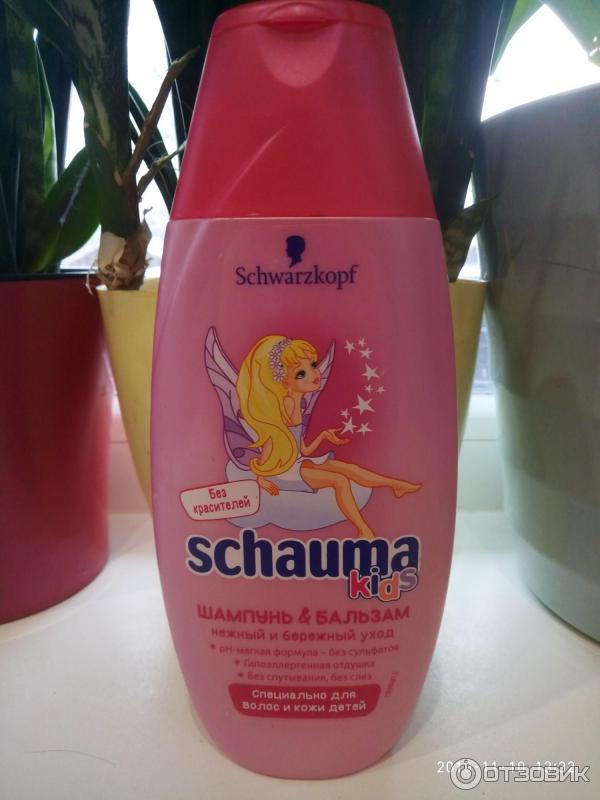 Schwarzkopf
Без
красителей
schauma
kids
ШАМПУНЬ & БАЛЬЗАМ
нежный и бережный уход
• pH-мягкая формула – без сульфатов
• Гипоаллергенная отдушка
• Без спутывания, без слез
Специально для
волос и кожи детей
ОТЗОВИК